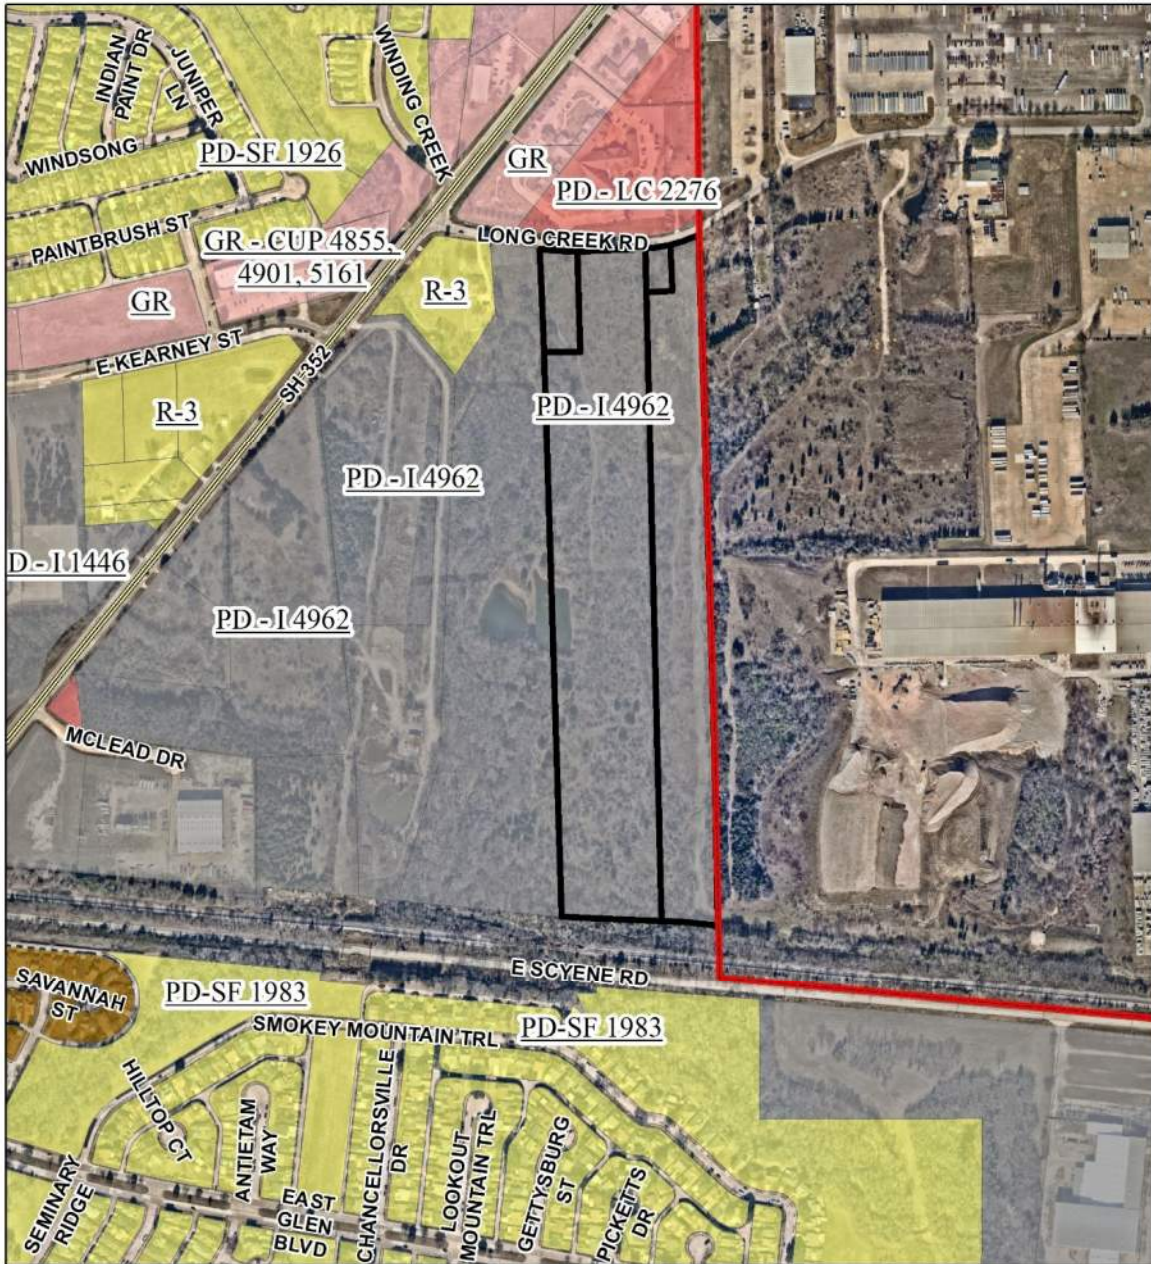 INDIAN
PAINT DR
JUNIPER
LN
WINDING CREEK
WINDSONG
PD-SF 1926
GR
PD - LC 2276
PAINTBRUSH ST
GR - CUP 4855,
4901, 5161
LONG CREEK RD
R-3
GR
E KEARNEY ST
SH-352
R-3
PD - I 4962
PD - I 4962
D - I 1446
PD - I 4962
MCLEAD DR
E SCYENE RD
SAVANNAH
ST
PD-SF 1983
SMOKEY MOUNTAIN TRL
PD-SF 1983
HILLTOP CT
ANTIETAM
WAY
CHANCELLORSVILLE
DR
LOOKOUT
MOUNTAIN TRL
GETTYSBURG
ST
PICKETTS
DR
SEMINARY
RIDGE
EAST
GLEN
BLVD